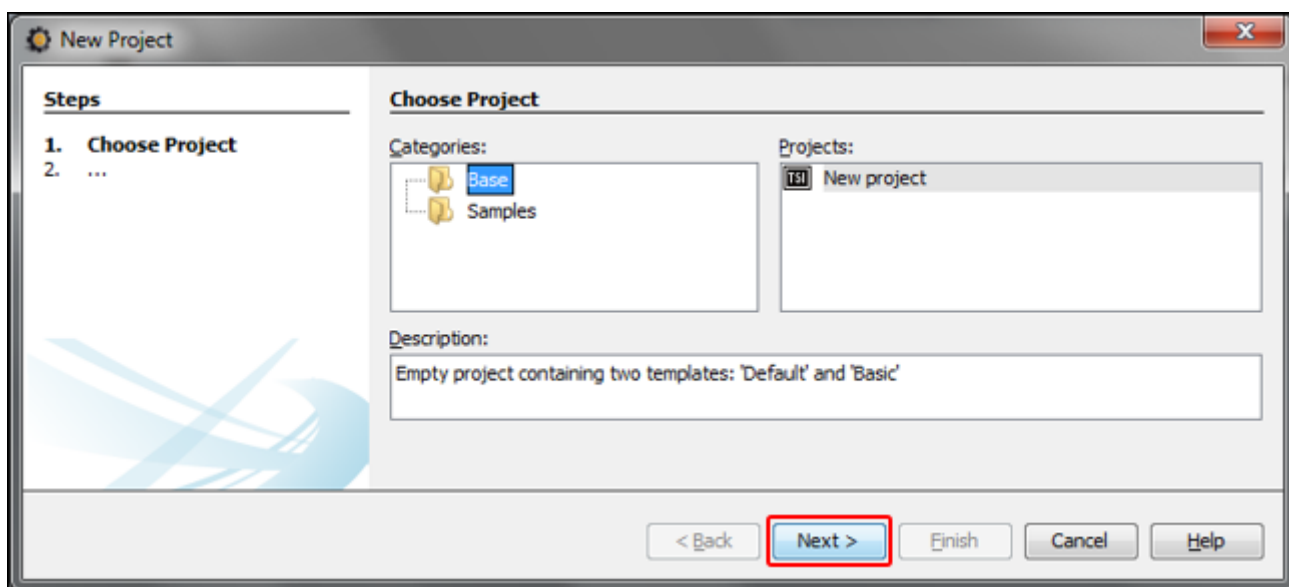 New Project
Steps
1. Choose Project
2. ...
Choose Project
Categories:
Base
Samples
Projects:
TSI New project
Description:
Empty project containing two templates: 'Default' and 'Basic'
< Back Next > Finish Cancel Help